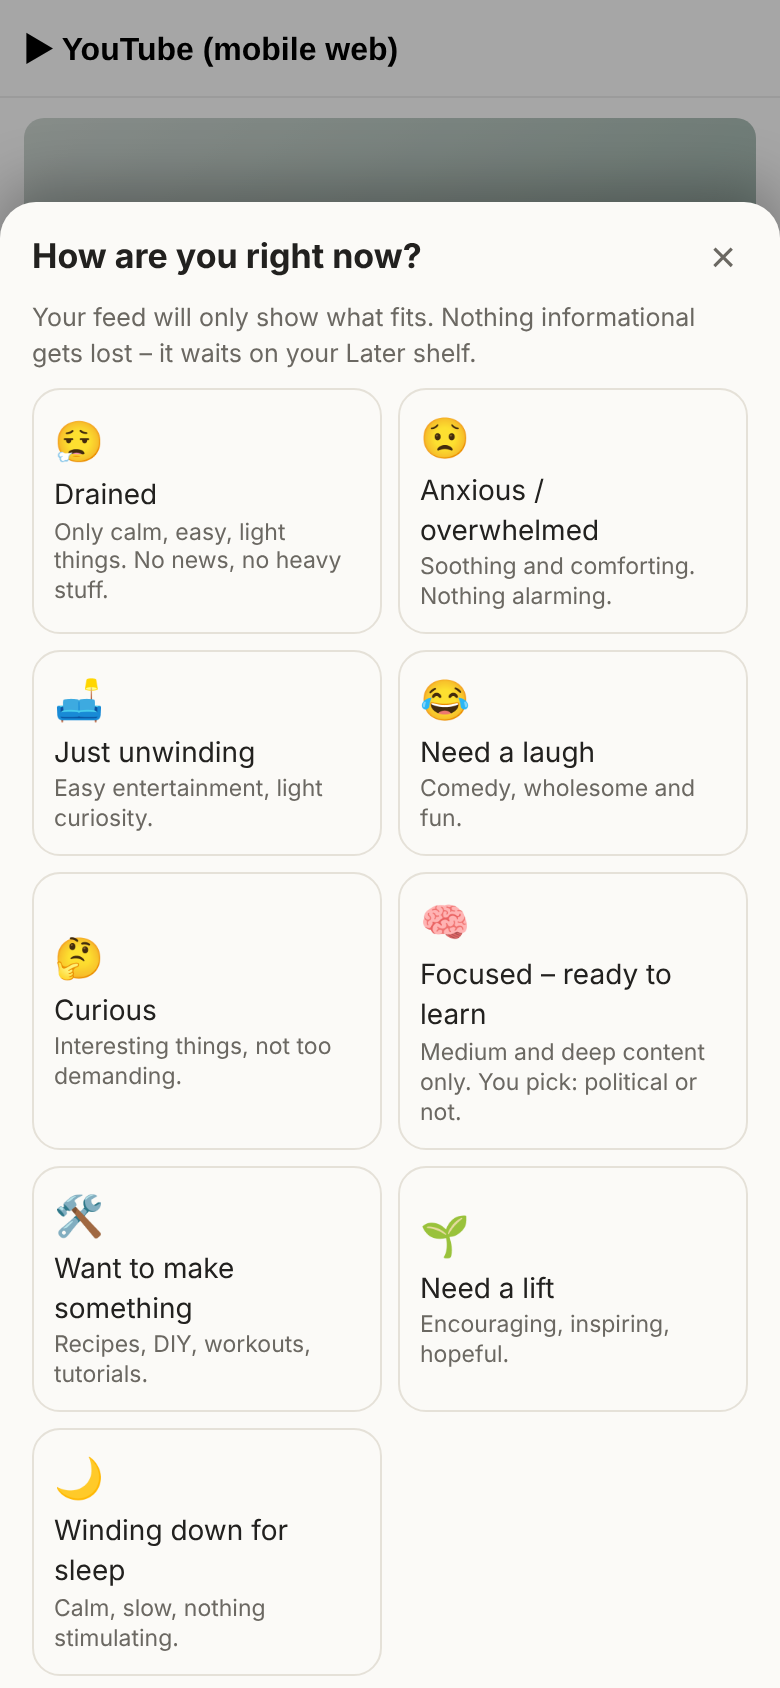 YouTube (mobile web)
How are you right now?
Your feed will only show what fits. Nothing informational
gets lost – it waits on your Later shelf.
Drained
Only calm, easy, light
things. No news, no heavy
stuff.
Anxious /
overwhelmed
Soothing and comforting.
Nothing alarming.
Just unwinding
Easy entertainment, light
curiosity.
Need a laugh
Comedy, wholesome and
fun.
Curious
Interesting things, not too
demanding.
Focused – ready to
learn
Medium and deep content
only. You pick: political or
not.
Want to make
something
Recipes, DIY, workouts,
tutorials.
Need a lift
Encouraging, inspiring,
hopeful.
Winding down for
sleep
Calm, slow, nothing
stimulating.